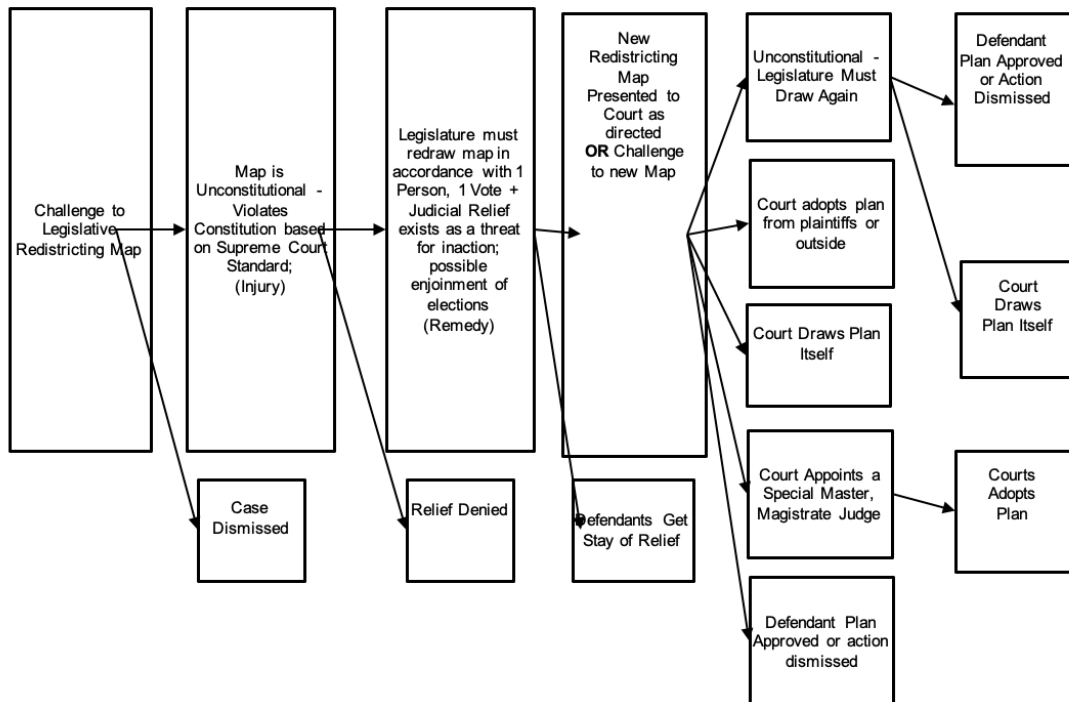 Challenge to
Legislative
Redistricting Map
Map is
Unconstitutional -
Violates
Constitution based
on Supreme Court
Standard;
(Injury)
Case
Dismissed
Legislature must
redraw map in
accordance with 1
Person, 1 Vote +
Judicial Relief
exists as a threat
for inaction;
possible
enjoinment of
elections
(Remedy)
Relief Denied
New
Redistricting
Map
Presented to
Court as
directed
OR Challenge
to new Map
Defendants Get
Stay of Relief
Unconstitutional -
Legislature Must
Draw Again
Court adopts plan
from plaintiffs or
outside
Court Draws Plan
Itself
Court Appoints a
Special Master,
Magistrate Judge
Defendant Plan
Approved or action
dismissed
Defendant
Plan Approved
or Action
Dismissed
Court
Draws
Plan Itself
Courts
Adopts
Plan